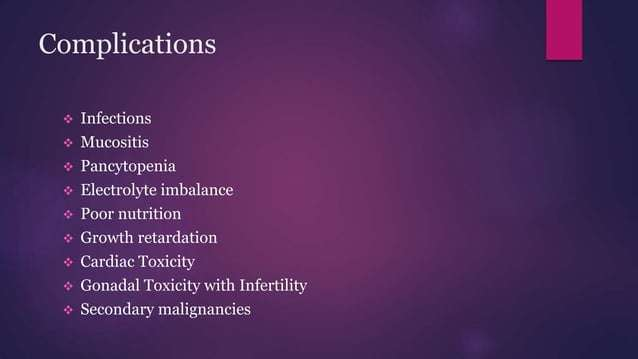 Complications
❖ Infections
❖ Mucositis
❖ Pancytopenia
❖ Electrolyte imbalance
❖ Poor nutrition
❖ Growth retardation
❖ Cardiac Toxicity
❖ Gonadal Toxicity with Infertility
❖ Secondary malignancies